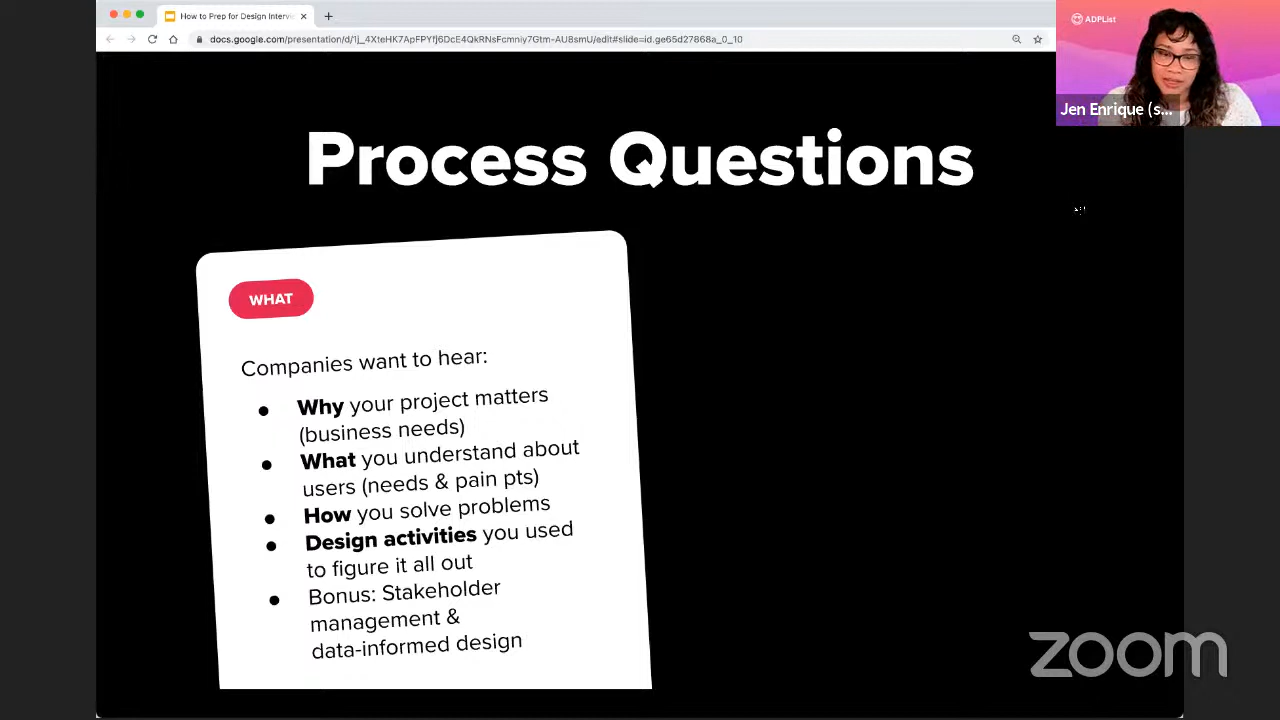 How to Prep for Design Intervi
docs.google.com/presentation/d/1j_4XteHK7ApFPYfJ6DcE4QkRNsFcmniy7Gtm-AU8smU/edit#slide=id.ge65d27868a_0_10
ADPList
Jen Enrique (s...
Process Questions
WHAT
Companies want to hear:
● Why your project matters
(business needs)
● What you understand about
users (needs & pain pts)
● How you solve problems
● Design activities you used
to figure it all out
● Bonus: Stakeholder
management &
data-informed design
zoom